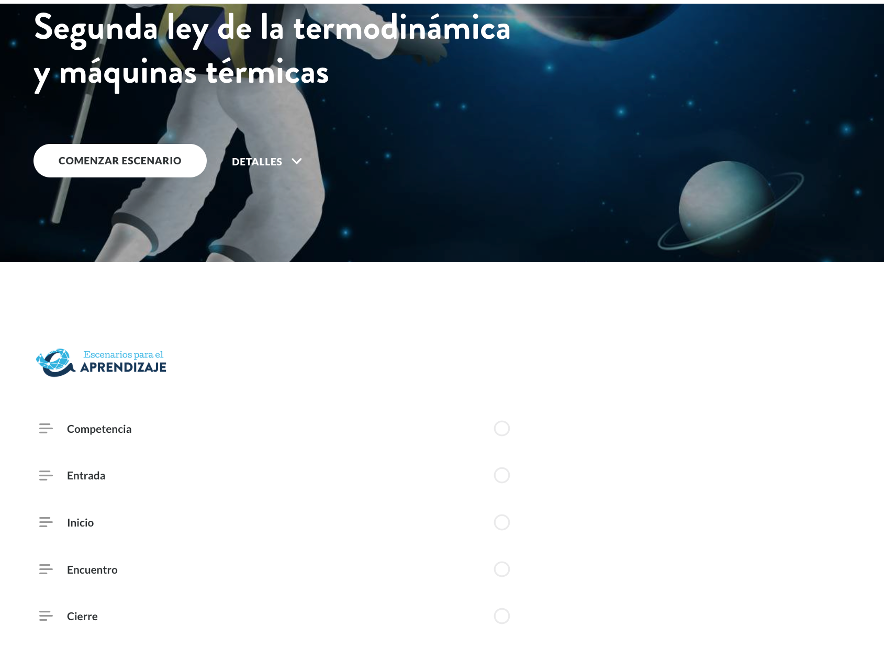 Segunda ley de la termodinámica
y máquinas térmicas
COMENZAR ESCENARIO
DETALLES
Escenarios para el
APRENDIZAJE
Competencia
Entrada
Inicio
Encuentro
Cierre